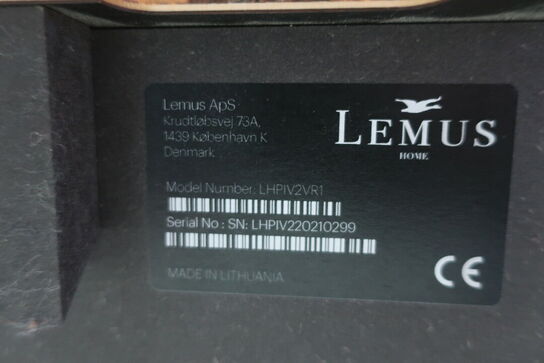 Lemus ApS
Krudtløbsvej 73A,
1439 København K
Denmark
LEMUS
HOME
Model Number: LHPIV2VR1
Serial No : SN: LHPIV220210299
MADE IN LITHUANIA
CE